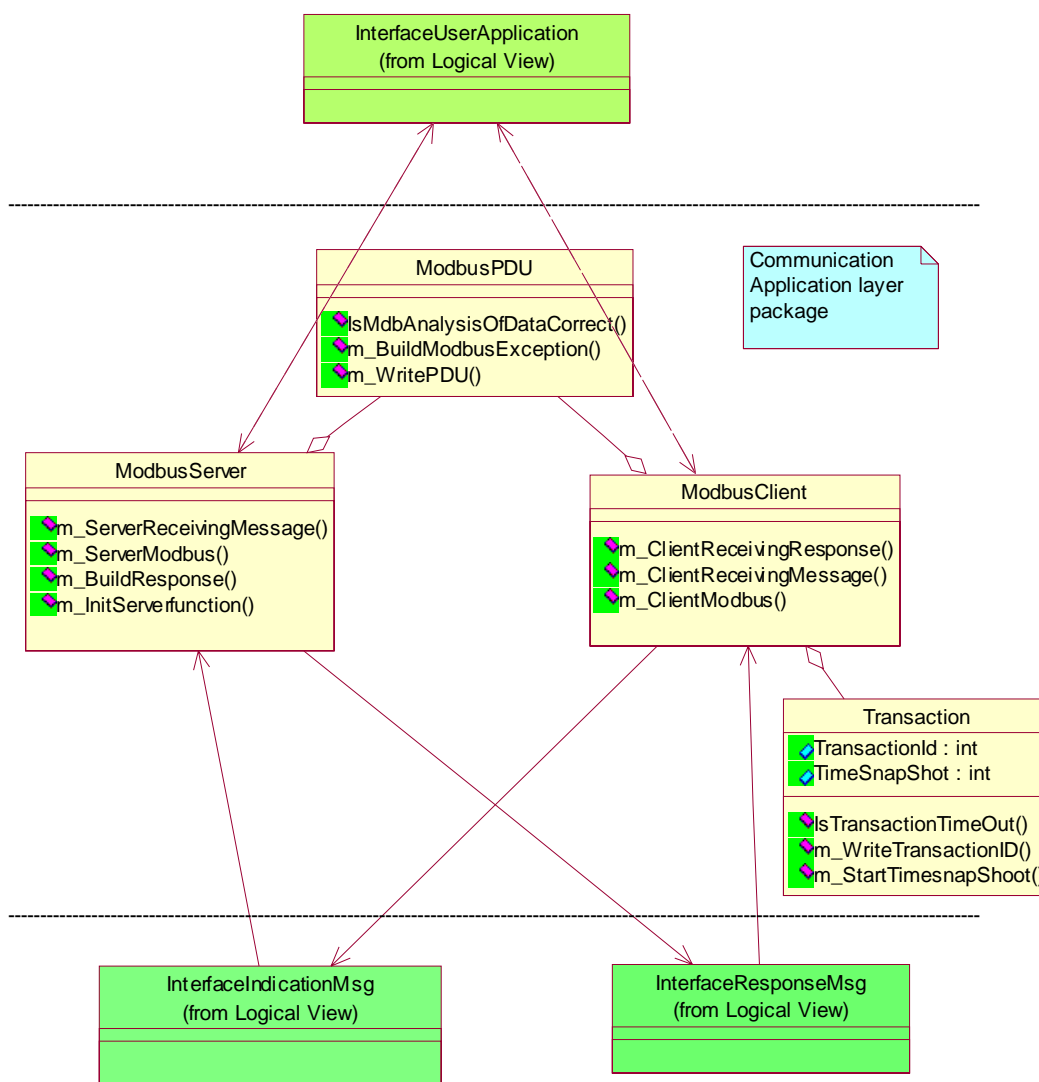 InterfaceUserApplication
(from Logical View)
ModbusPDU
IsMdbAnalysisOfDataCorrect()
m_BuildModbusException()
m_WritePDU()
Communication
Application layer
package
ModbusServer
m_ServerReceivingMessage()
m_ServerModbus()
m_BuildResponse()
m_InitServerfunction()
ModbusClient
m_ClientReceivingResponse()
m_ClientReceivingMessage()
m_ClientModbus()
Transaction
TransactionId : int
TimeSnapShot : int
IsTransactionTimeOut()
m_WriteTransactionID()
m_StartTimesnapShoot()
InterfaceIndicationMsg
(from Logical View)
InterfaceResponseMsg
(from Logical View)